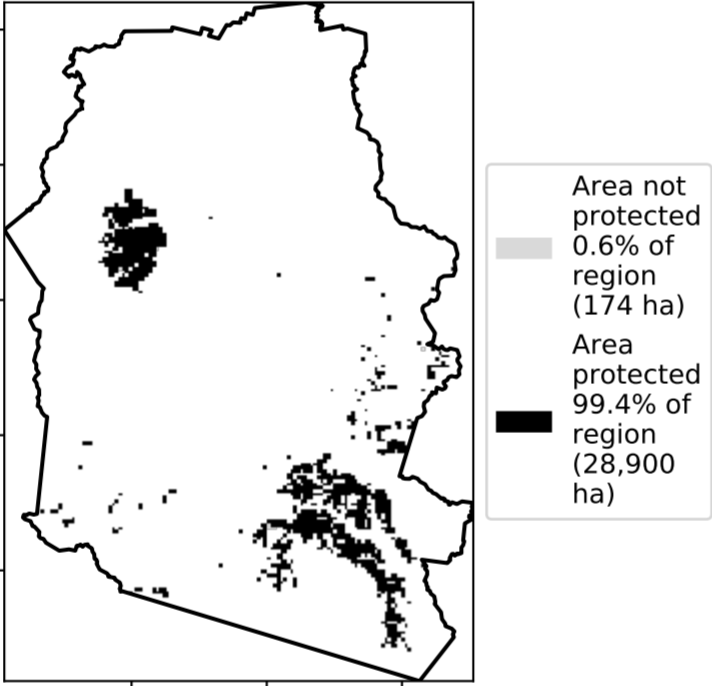 Area not
protected
0.6% of
region
(174 ha)
Area
protected
99.4% of
region
(28,900
ha)